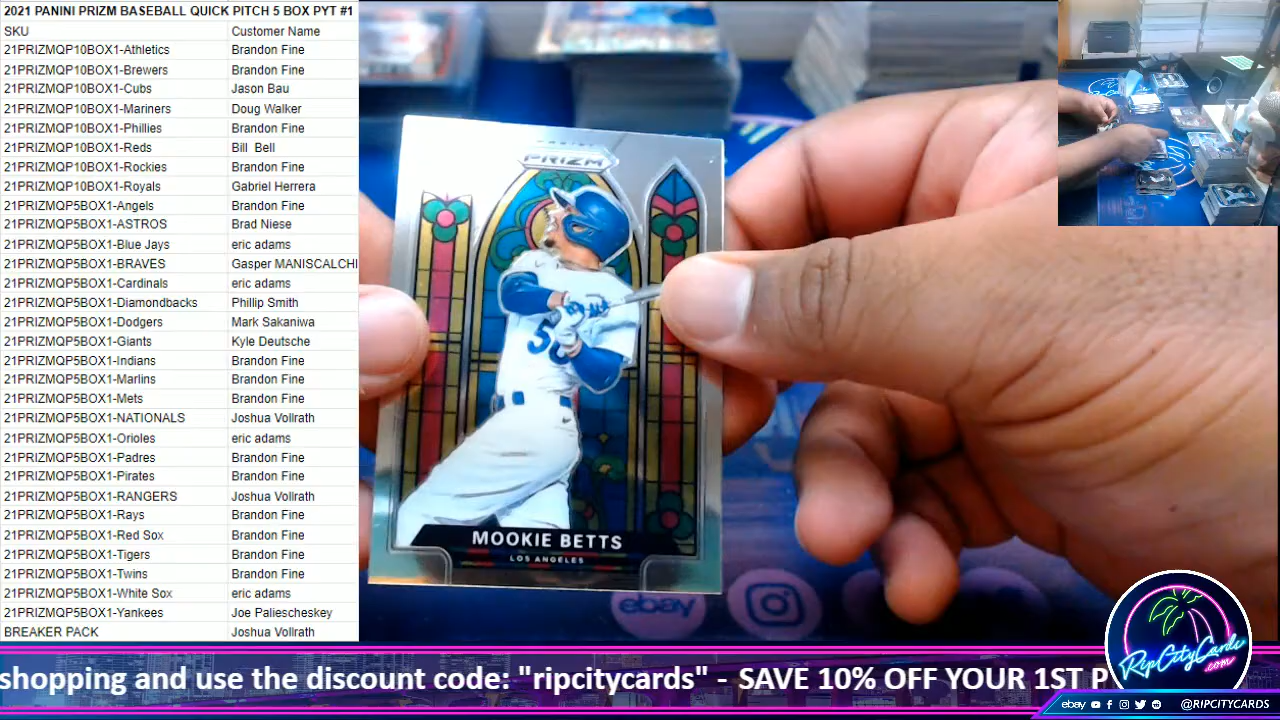 2021 PANINI PRIZM BASEBALL QUICK PITCH 5 BOX PYT #1
SKU Customer Name
21PRIZMQP10BOX1-Athletics Brandon Fine
21PRIZMQP10BOX1-Brewers Brandon Fine
21PRIZMQP10BOX1-Cubs Jason Bau
21PRIZMQP10BOX1-Mariners Doug Walker
21PRIZMQP10BOX1-Phillies Brandon Fine
21PRIZMQP10BOX1-Reds Bill Bell
21PRIZMQP10BOX1-Rockies Brandon Fine
21PRIZMQP10BOX1-Royals Gabriel Herrera
21PRIZMQP5BOX1-Angels Brandon Fine
21PRIZMQP5BOX1-ASTROS Brad Niese
21PRIZMQP5BOX1-Blue Jays eric adams
21PRIZMQP5BOX1-BRAVES Gasper MANISCALCHI
21PRIZMQP5BOX1-Cardinals eric adams
21PRIZMQP5BOX1-Diamondbacks Phillip Smith
21PRIZMQP5BOX1-Dodgers Mark Sakaniwa
21PRIZMQP5BOX1-Giants Kyle Deutsche
21PRIZMQP5BOX1-Indians Brandon Fine
21PRIZMQP5BOX1-Marlins Brandon Fine
21PRIZMQP5BOX1-Mets Brandon Fine
21PRIZMQP5BOX1-NATIONALS Joshua Vollrath
21PRIZMQP5BOX1-Orioles eric adams
21PRIZMQP5BOX1-Padres Brandon Fine
21PRIZMQP5BOX1-Pirates Brandon Fine
21PRIZMQP5BOX1-RANGERS Joshua Vollrath
21PRIZMQP5BOX1-Rays Brandon Fine
21PRIZMQP5BOX1-Red Sox Brandon Fine
21PRIZMQP5BOX1-Tigers Brandon Fine
21PRIZMQP5BOX1-Twins Brandon Fine
21PRIZMQP5BOX1-White Sox eric adams
21PRIZMQP5BOX1-Yankees Joe Paliescheskey
BREAKER PACK Joshua Vollrath
PRIZM
50
MOOKIE BETTS
LOS ANGELES
ebay
shopping and use the discount code: "ripcitycards" - SAVE 10% OFF YOUR 1ST P
RipCityCards
.com
ebay @RIPCITYCARDS